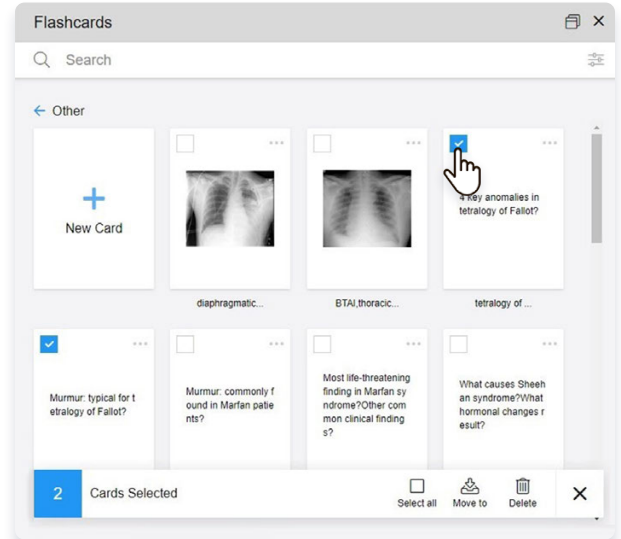 Flashcards
Search
Other
New Card
diaphragmatic...
BTAI,thoracic...
4 Key anomalies in
tetralogy of Fallot?
tetralogy of ...
Murmur: typical for t
etralogy of Fallot?
Murmur: commonly f
ound in Marfan patie
nts?
Most life-threatening
finding in Marfan sy
ndrome?Other com
mon clinical finding
s?
What causes Sheeh
an syndrome?What
hormonal changes r
esult?
2
Cards Selected
Select all
Move to
Delete